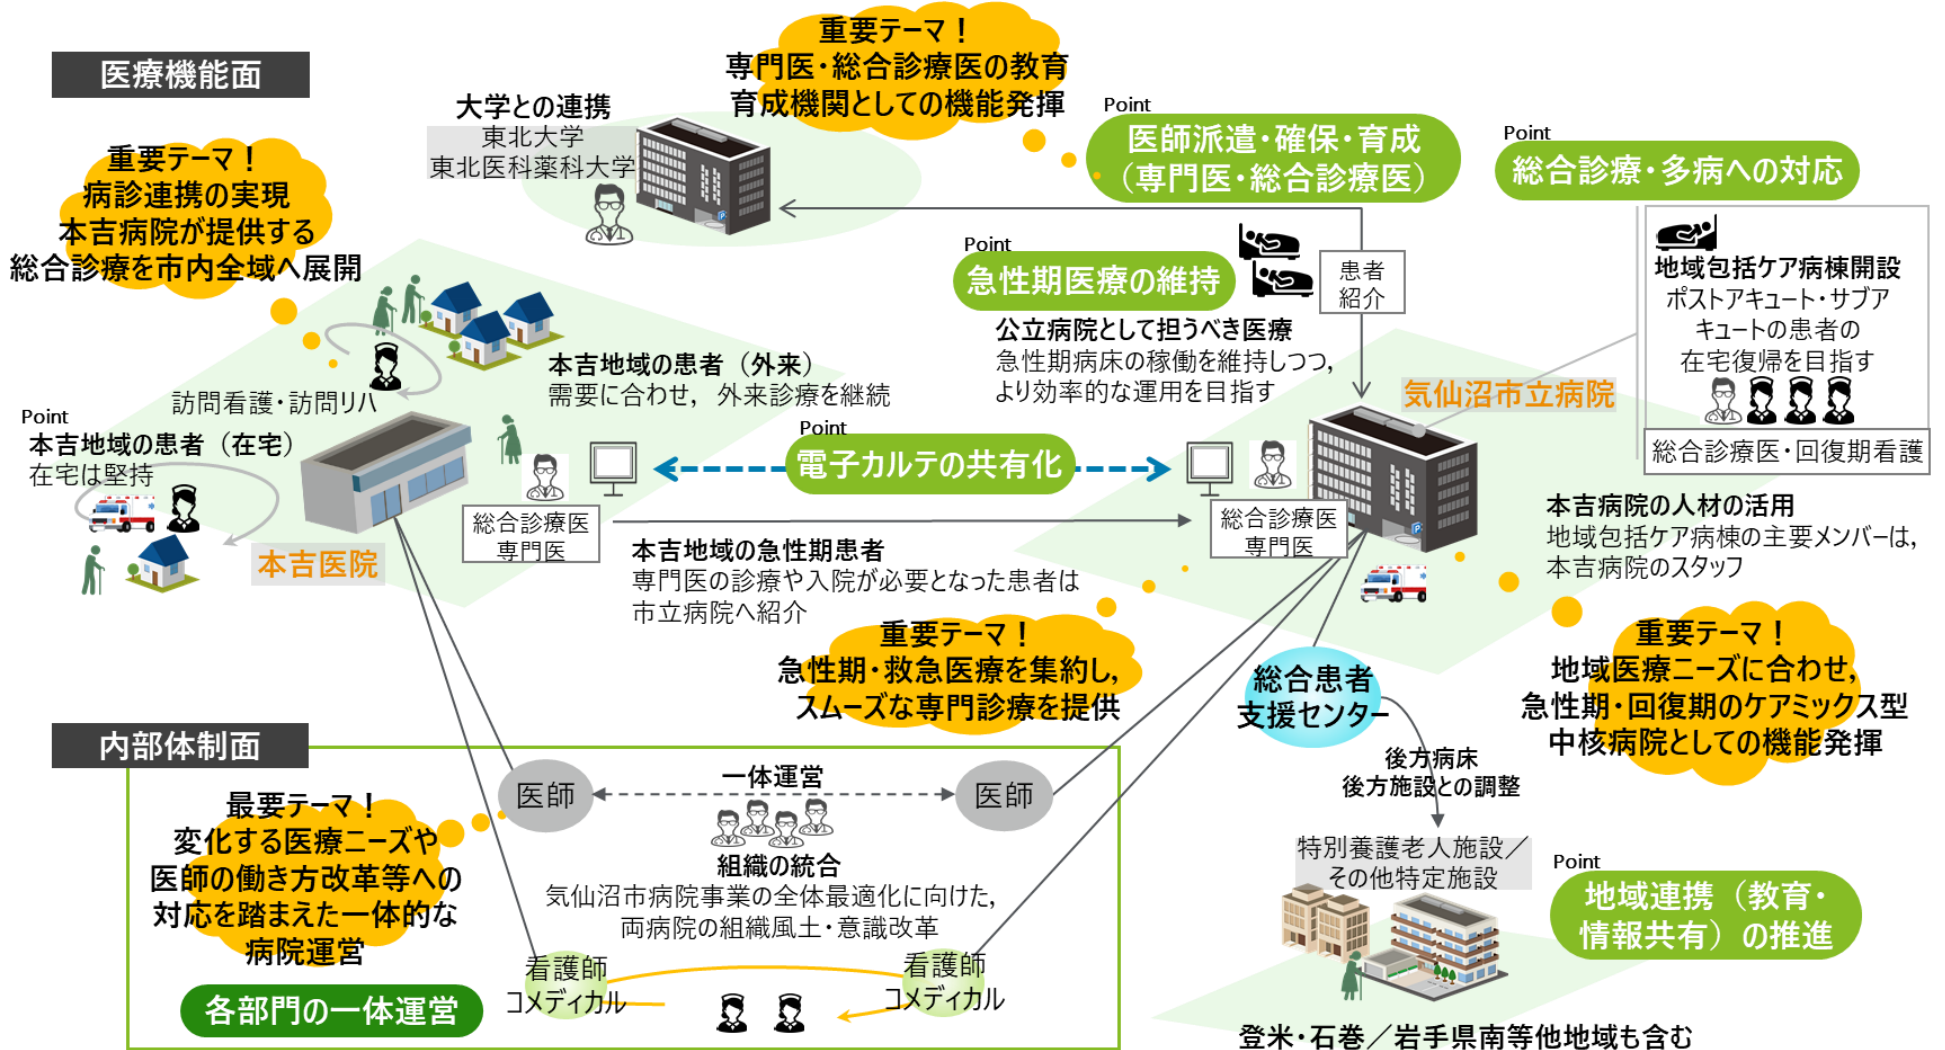 医療機能面
重要テーマ！
専門医・総合診療医の教育
育成機関としての機能発揮
大学との連携
東北大学
東北医科薬科大学
重要テーマ！
病診連携の実現
本吉病院が提供する
総合診療を市内全域へ展開
Point
医師派遣・確保・育成
（専門医・総合診療医）
Point
総合診療・多病への対応
Point
急性期医療の維持
公立病院として担うべき医療
急性期病床の稼働を維持しつつ，
より効率的な運用を目指す
患者
紹介
地域包括ケア病棟開設
ポストアキュート・サブア
キュートの患者の
在宅復帰を目指す
総合診療医・回復期看護
気仙沼市立病院
本吉地域の患者（外来）
需要に合わせ，外来診療を継続
訪問看護・訪問リハ
Point
本吉地域の患者（在宅）
在宅は堅持
本吉医院
総合診療医
専門医
Point
電子カルテの共有化
総合診療医
専門医
本吉地域の急性期患者
専門医の診療や入院が必要となった患者は
市立病院へ紹介
本吉病院の人材の活用
地域包括ケア病棟の主要メンバーは，
本吉病院のスタッフ
重要テーマ！
急性期・救急医療を集約し，
スムーズな専門診療を提供
総合患者
支援センター
重要テーマ！
地域医療ニーズに合わせ，
急性期・回復期のケアミックス型
中核病院としての機能発揮
後方病床
後方施設との調整
特別養護老人施設／
その他特定施設
Point
地域連携（教育・
情報共有）の推進
登米・石巻／岩手県南等他地域も含む
内部体制面
最要テーマ！
変化する医療ニーズや
医師の働き方改革等への
対応を踏まえた一体的な
病院運営
各部門の一体運営
医師
一体運営
医師
組織の統合
気仙沼市病院事業の全体最適化に向けた，
両病院の組織風土・意識改革
看護師
コメディカル
看護師
コメディカル